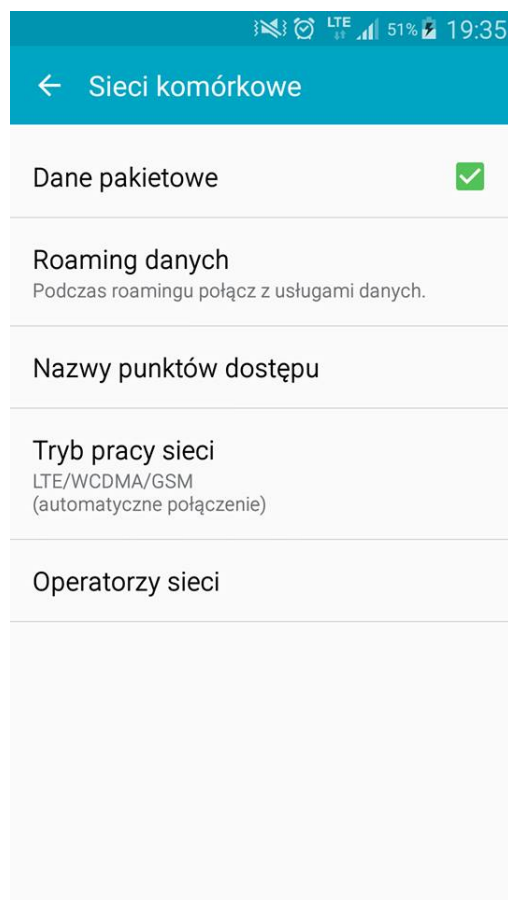 LTE 51% 19:35
Sieci komórkowe
Dane pakietowe
Roaming danych
Podczas roamingu połącz z usługami danych.
Nazwy punktów dostępu
Tryb pracy sieci
LTE/WCDMA/GSM
(automatyczne połączenie)
Operatorzy sieci